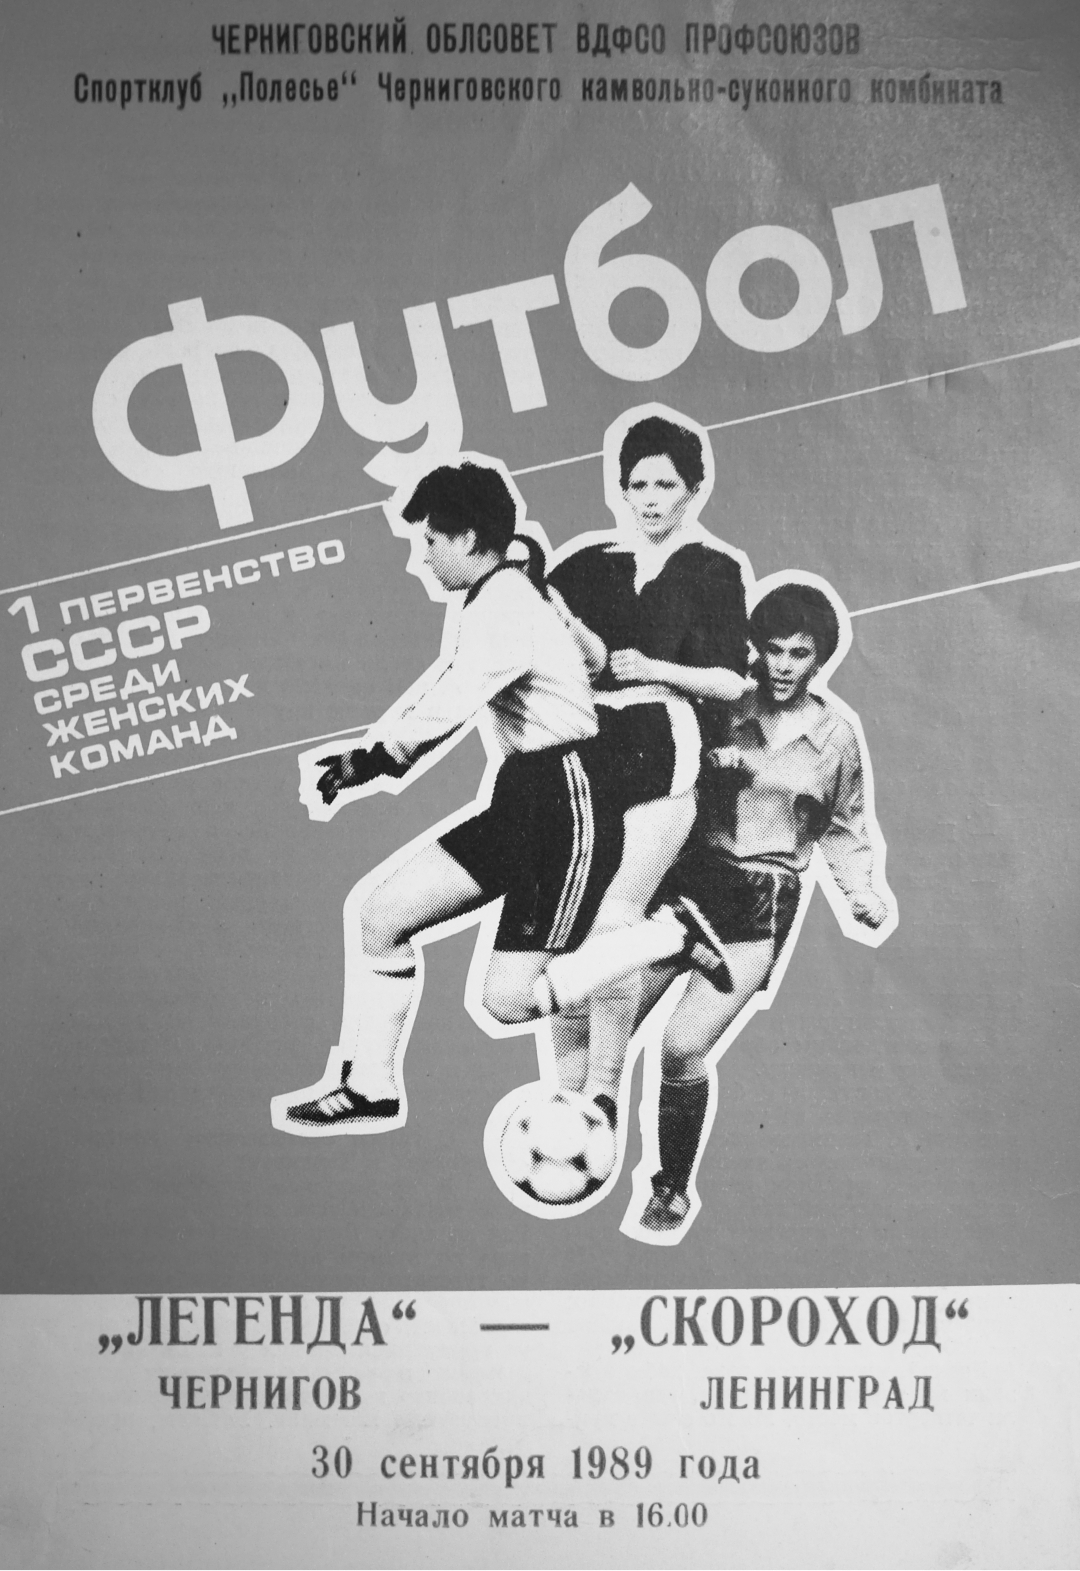 ЧЕРНИГОВСКИЙ ОБЛСОВЕТ ВДФСО ПРОФСОЮЗОВ
Спортклуб „Полесье“ Черниговского камвольно-суконного комбината
Футбол
1 ПЕРВЕНСТВО
СССР
СРЕДИ
ЖЕНСКИХ
КОМАНД
„ЛЕГЕНДА“ — „СКОРОХОД“
ЧЕРНИГОВ ЛЕНИНГРАД
30 сентября 1989 года
Начало матча в 16.00